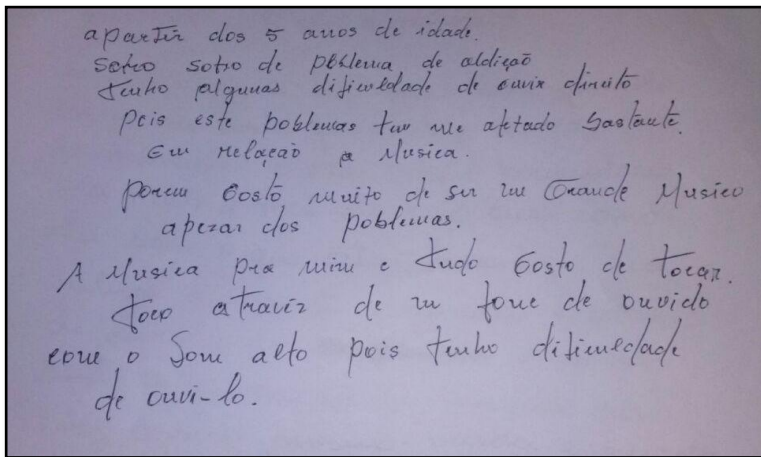 apartir dos 5 anos de idade.
sofro sofro de poblema de aldição
tenho algumas dificuldade de ouvir direito
pois este poblemas tem me afetado bastante.
Em relação a Musica.
porem Gosto muito de ser um Grande Musico
apezar dos poblemas.
A Musica pra mim e tudo Gosto de tocar.
toco atraviz de um fone de ouvido
com o Som alto pois tenho dificuldade
de ouvi-lo.